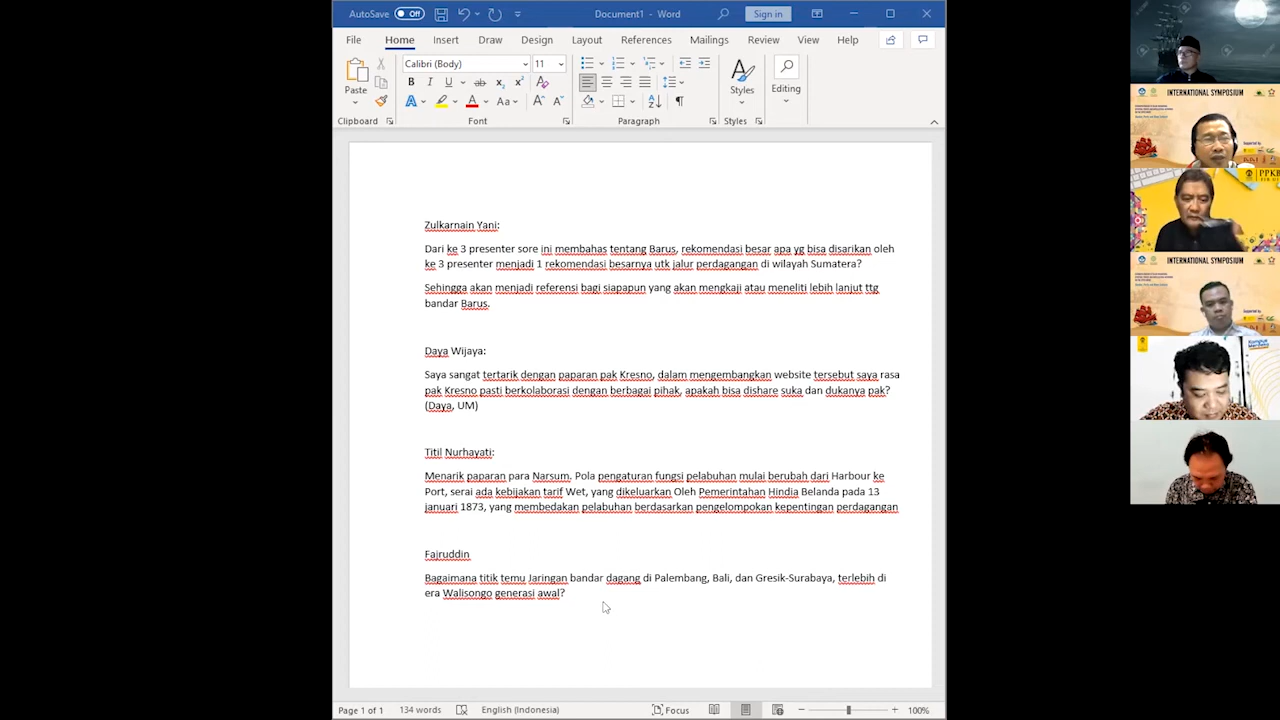 AutoSave Off Document1 - Word Sign in
File Home Insert Draw Design Layout References Mailings Review View Help
Paste Calibri (Body) 11 Styles Editing
Clipboard Font Paragraph Styles
Zulkarnain Yani:
Dari ke 3 presenter sore ini membahas tentang Barus, rekomendasi besar apa yg bisa disarikan oleh
ke 3 presenter menjadi 1 rekomendasi besarnya utk jalur perdagangan di wilayah Sumatera?
Sehingga akan menjadi referensi bagi siapapun yang akan mengkaji atau meneliti lebih lanjut ttg
bandar Barus.
Daya Wijaya:
Saya sangat tertarik dengan paparan pak Kresno, dalam mengembangkan website tersebut saya rasa
pak Kresno pasti berkolaborasi dengan berbagai pihak, apakah bisa dishare suka dan dukanya pak?
(Daya, UM)
Titil Nurhayati:
Menarik paparan para Narsum, Pola pengaturan fungsi pelabuhan mulai berubah dari Harbour ke
Port, serai ada kebijakan tarif Wet, yang dikeluarkan Oleh Pemerintahan Hindia Belanda pada 13
januari 1873, yang membedakan pelabuhan berdasarkan pengelompokan kepentingan perdagangan
Fajruddin
Bagaimana titik temu Jaringan bandar dagang di Palembang, Bali, dan Gresik-Surabaya, terlebih di
era Walisongo generasi awal?
Page 1 of 1 134 words English (Indonesia) Focus 100%
INTERNATIONAL SYMPOSIUM
PPKB
INTERNATIONAL SYMPOSIUM